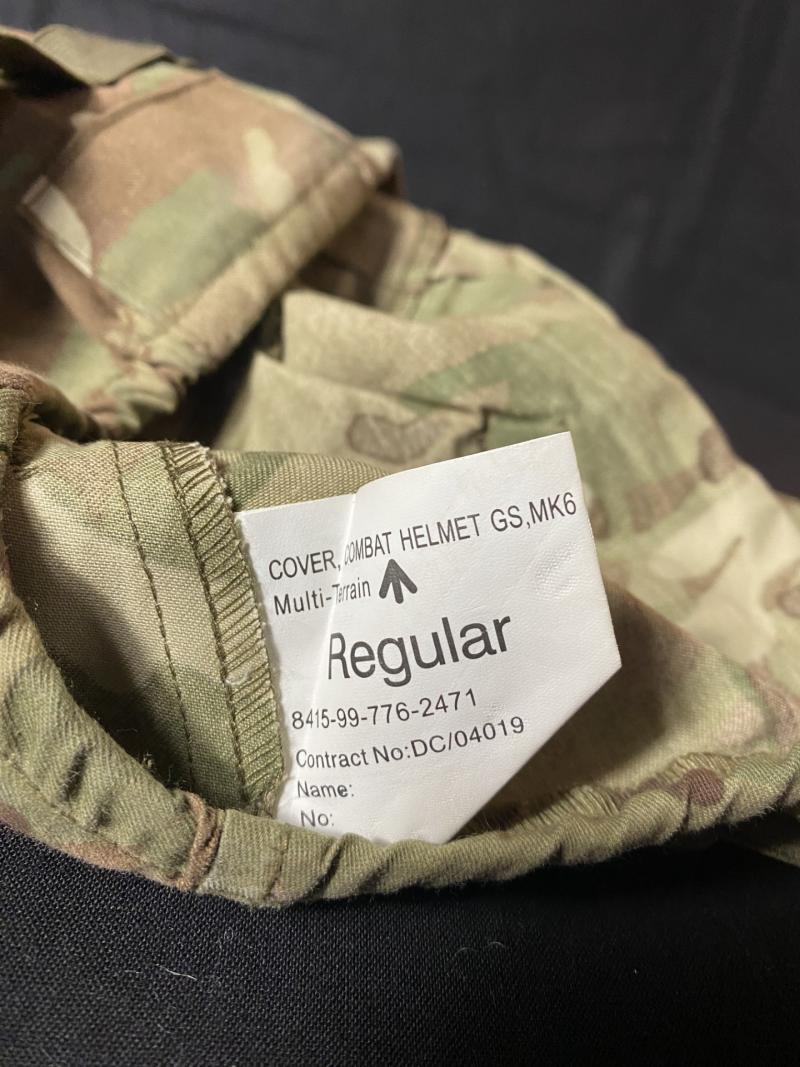 COVER, COMBAT HELMET GS,MK6
Multi-Terrain
Regular
8415-99-776-2471
Contract No:DC/04019
Name:
No: